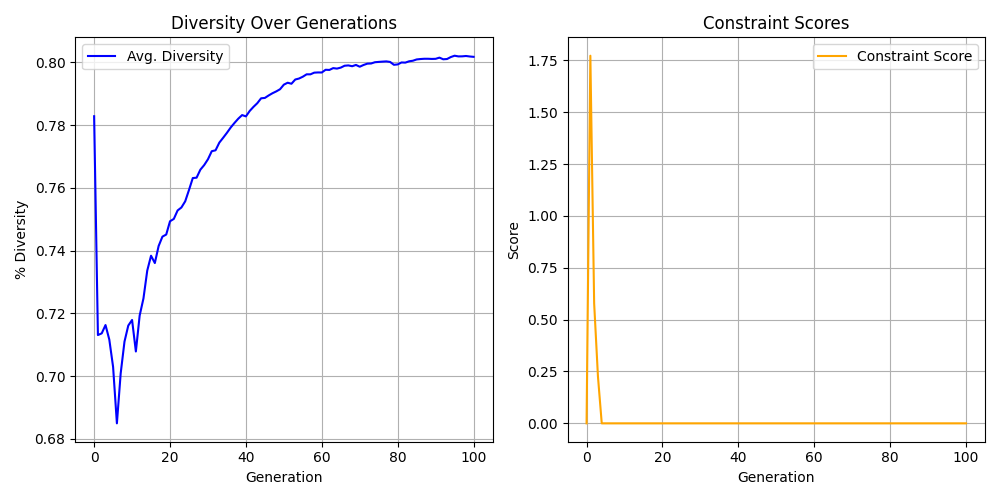 Diversity Over Generations
Avg. Diversity
% Diversity
0.80
0.78
0.76
0.74
0.72
0.70
0.68
0 20 40 60 80 100
Generation
Constraint Scores
Constraint Score
Score
1.75
1.50
1.25
1.00
0.75
0.50
0.25
0.00
0 20 40 60 80 100
Generation